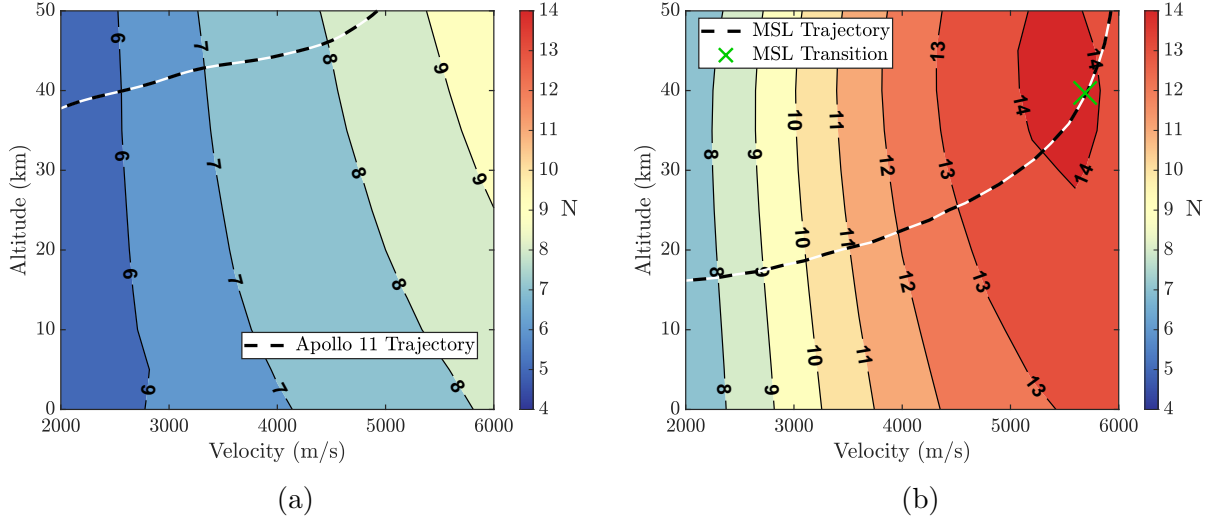 50
40
30
20
10
0
Altitude (km)
2000 3000 4000 5000 6000
Velocity (m/s)
6 7 8 9
6 7 8 9
6 7 8
6 7 8
Apollo 11 Trajectory
14
13
12
11
10
9
8
7
6
5
4
N
(a)
50
40
30
20
10
0
Altitude (km)
2000 3000 4000 5000 6000
Velocity (m/s)
MSL Trajectory
MSL Transition
13 14
10 11 14
8 9 12 13 14
10 11
8 9 12 13
10 11
8 9 13
14
13
12
11
10
9
8
7
6
5
4
N
(b)